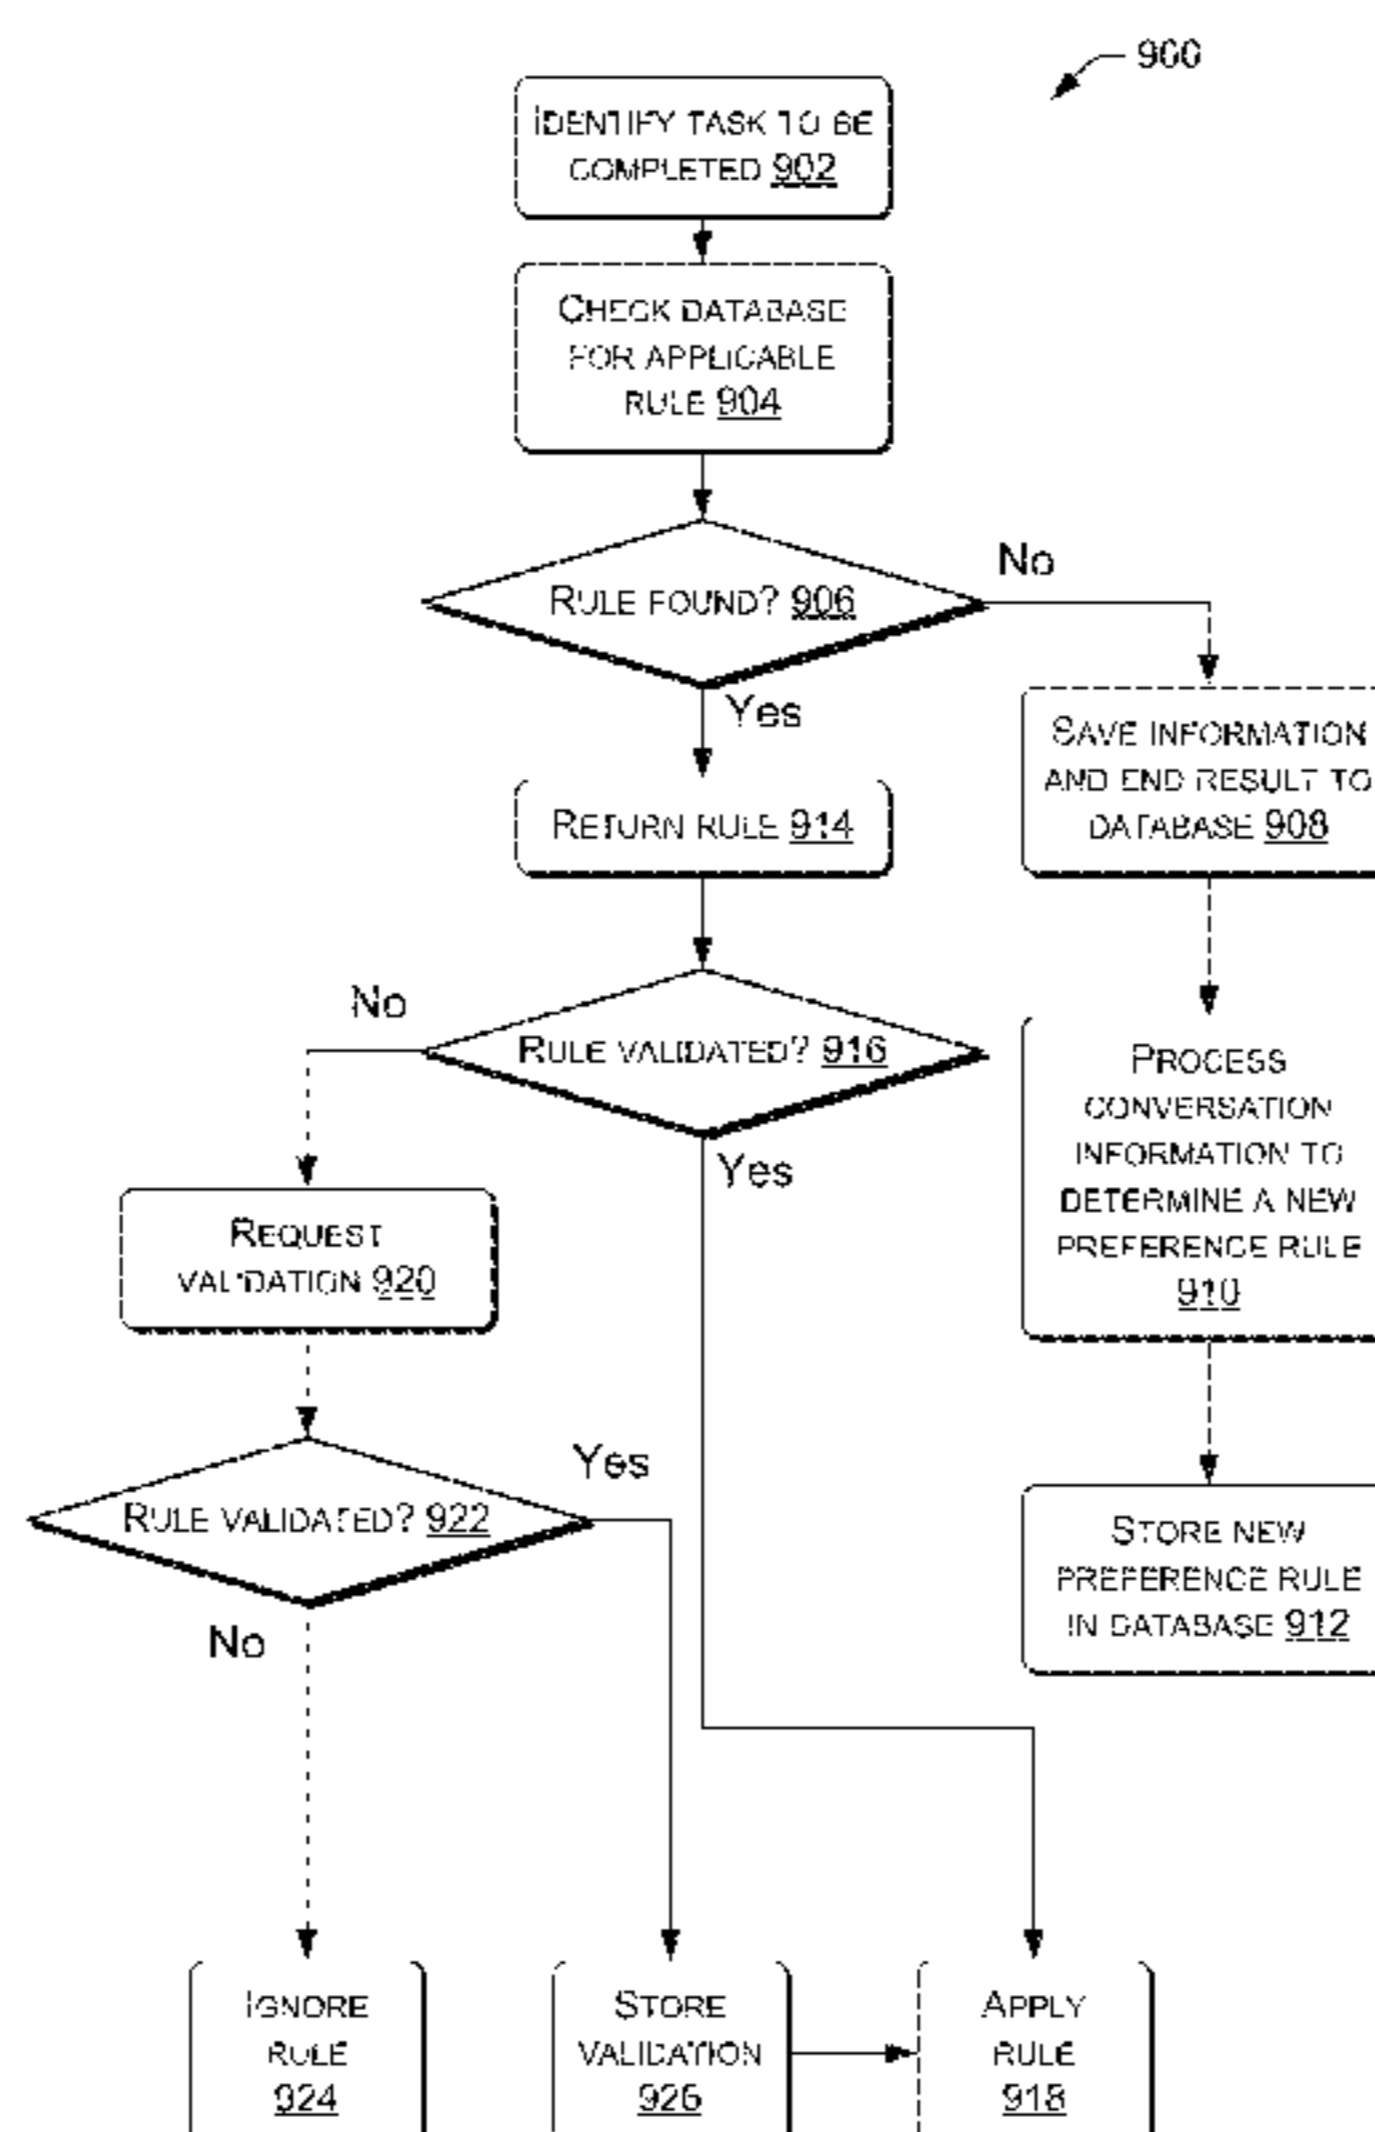 900
IDENTIFY TASK TO BE
COMPLETED 902
CHECK DATABASE
FOR APPLICABLE
RULE 904
No
RULE FOUND? 906
Yes
SAVE INFORMATION
AND END RESULT TO
DATABASE 908
RETURN RULE 914
No
RULE VALIDATED? 916
Yes
PROCESS
CONVERSATION
INFORMATION TO
DETERMINE A NEW
PREFERENCE RULE
910
REQUEST
VALIDATION 920
Yes
RULE VALIDATED? 922
No
STORE NEW
PREFERENCE RULE
IN DATABASE 912
IGNORE
RULE
924
STORE
VALIDATION
926
APPLY
RULE
918